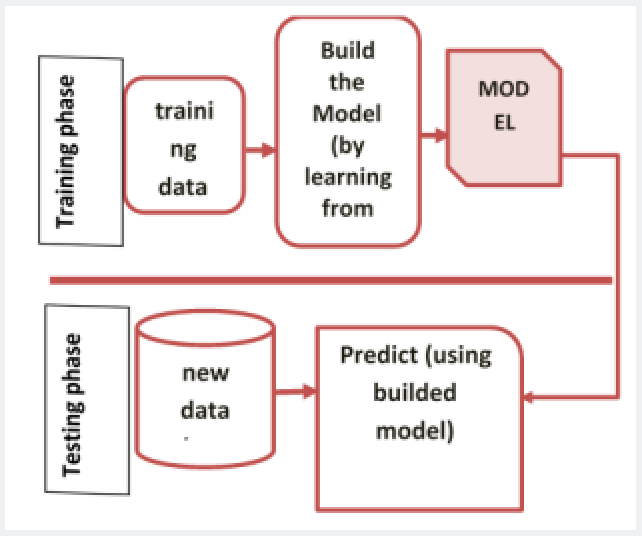 Training phase
traini
ng
data
Build
the
Model
(by
learning
from
MOD
EL
Testing phase
new
data
Predict (using
builded
model)